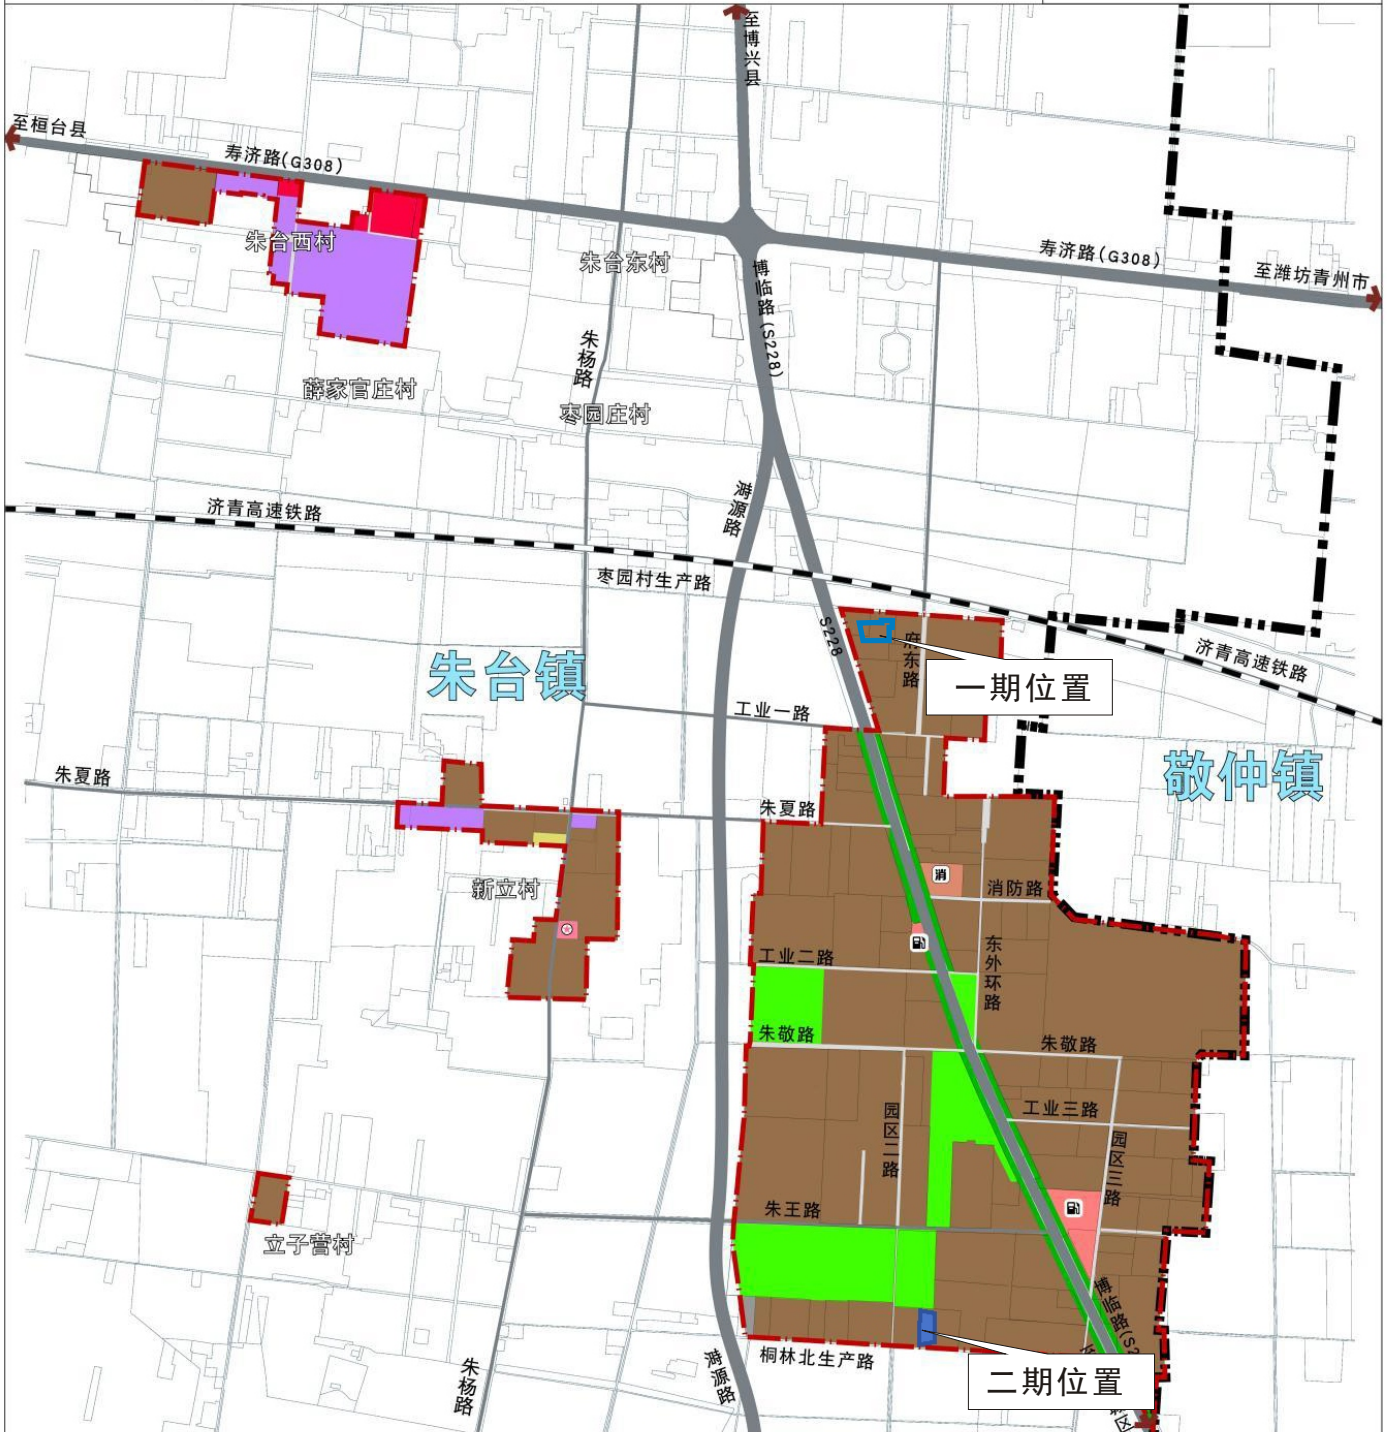 至博兴县
至桓台县
寿济路(G308)
朱台西村
朱台东村
寿济路(G308)
至潍坊青州市
博临路(S228)
朱杨路
薛家官庄村
枣园庄村
济青高速铁路
淄源路
枣园村生产路
S228
府东路
济青高速铁路
朱台镇
一期位置
工业一路
敬仲镇
朱夏路
朱夏路
消
消防路
新立村
工业二路
东外环路
朱敬路
朱敬路
园区二路
工业三路
园区三路
朱王路
立子营村
博临路(S2
桐林北生产路
淄源路
朱杨路
二期位置
区